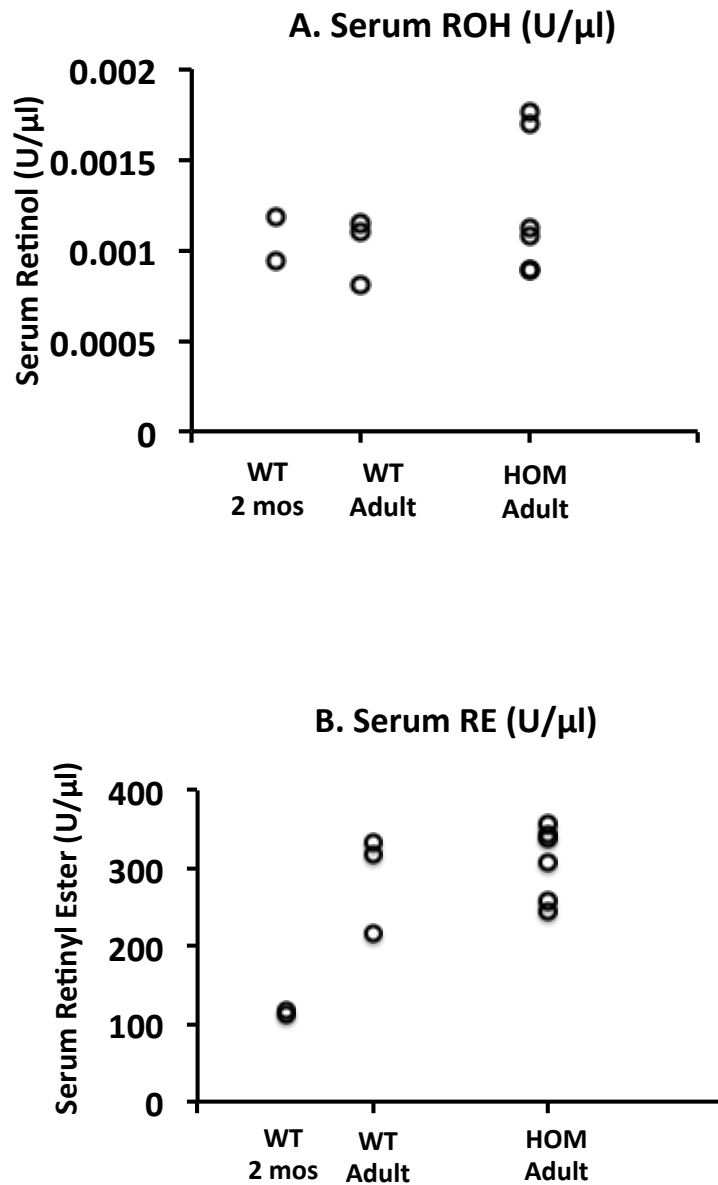 A. Serum ROH (U/µl)
Serum Retinol (U/µl)
0.002
0.0015
0.001
0.0005
0
WT
2 mos
WT
Adult
HOM
Adult
B. Serum RE (U/µl)
Serum Retinyl Ester (U/µl)
400
300
200
100
0
WT
2 mos
WT
Adult
HOM
Adult